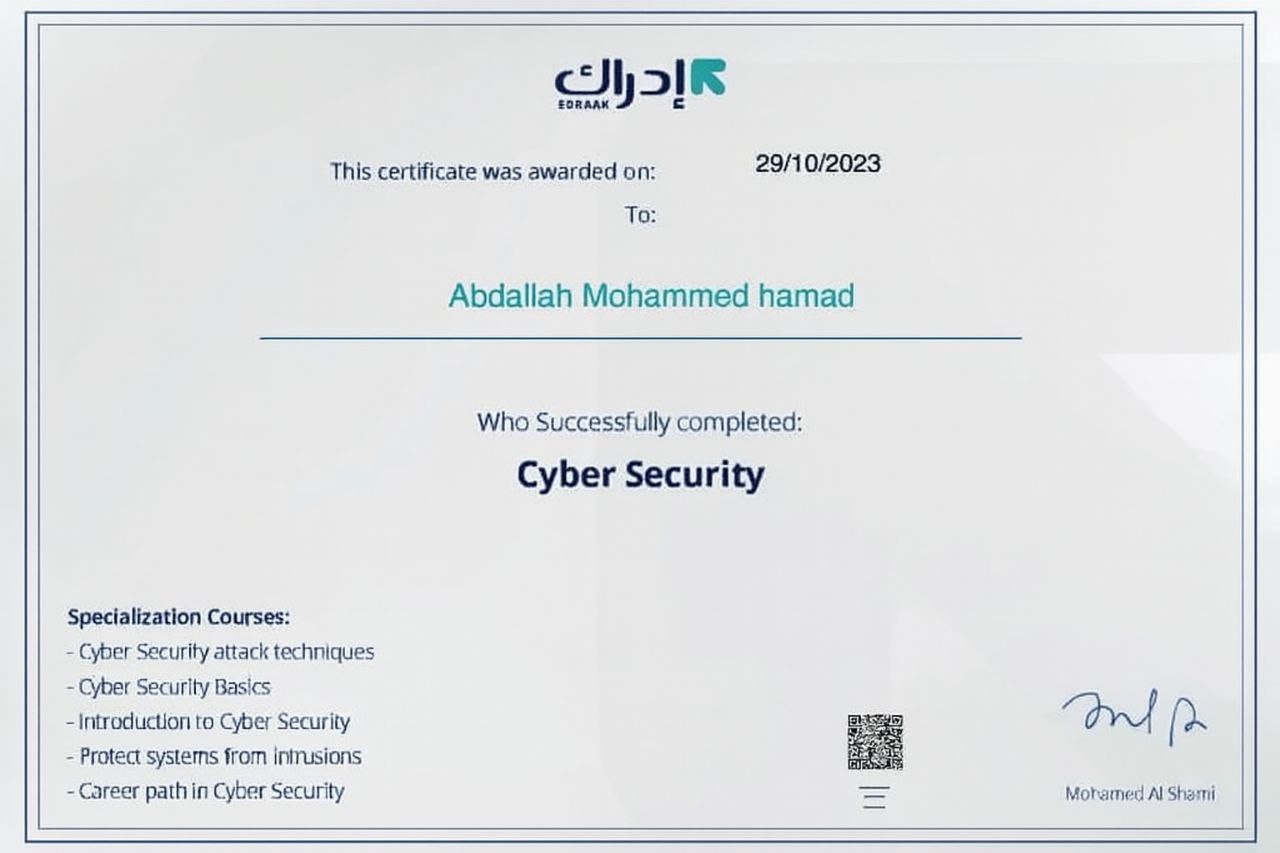 إدراك
EDRAAK
This certificate was awarded on: 29/10/2023
To:
Abdallah Mohammed hamad
Who Successfully completed:
Cyber Security
Specialization Courses:
- Cyber Security attack techniques
- Cyber Security Basics
- Introduction to Cyber Security
- Protect systems from intrusions
- Career path in Cyber Security
Mohamed Al Shami